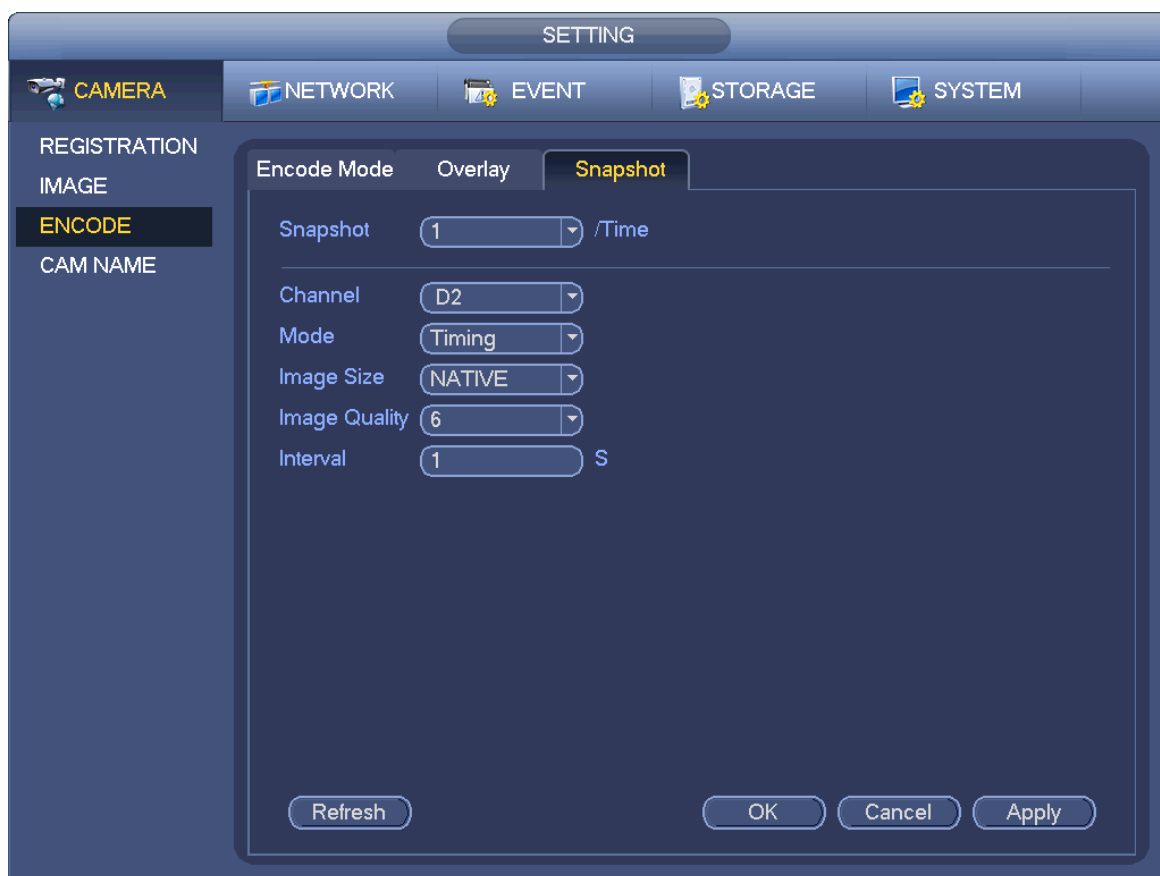 SETTING
CAMERA NETWORK EVENT STORAGE SYSTEM
REGISTRATION
IMAGE
ENCODE
CAM NAME
Encode Mode Overlay Snapshot
Snapshot 1 /Time
Channel D2
Mode Timing
Image Size NATIVE
Image Quality 6
Interval 1 S
Refresh OK Cancel Apply